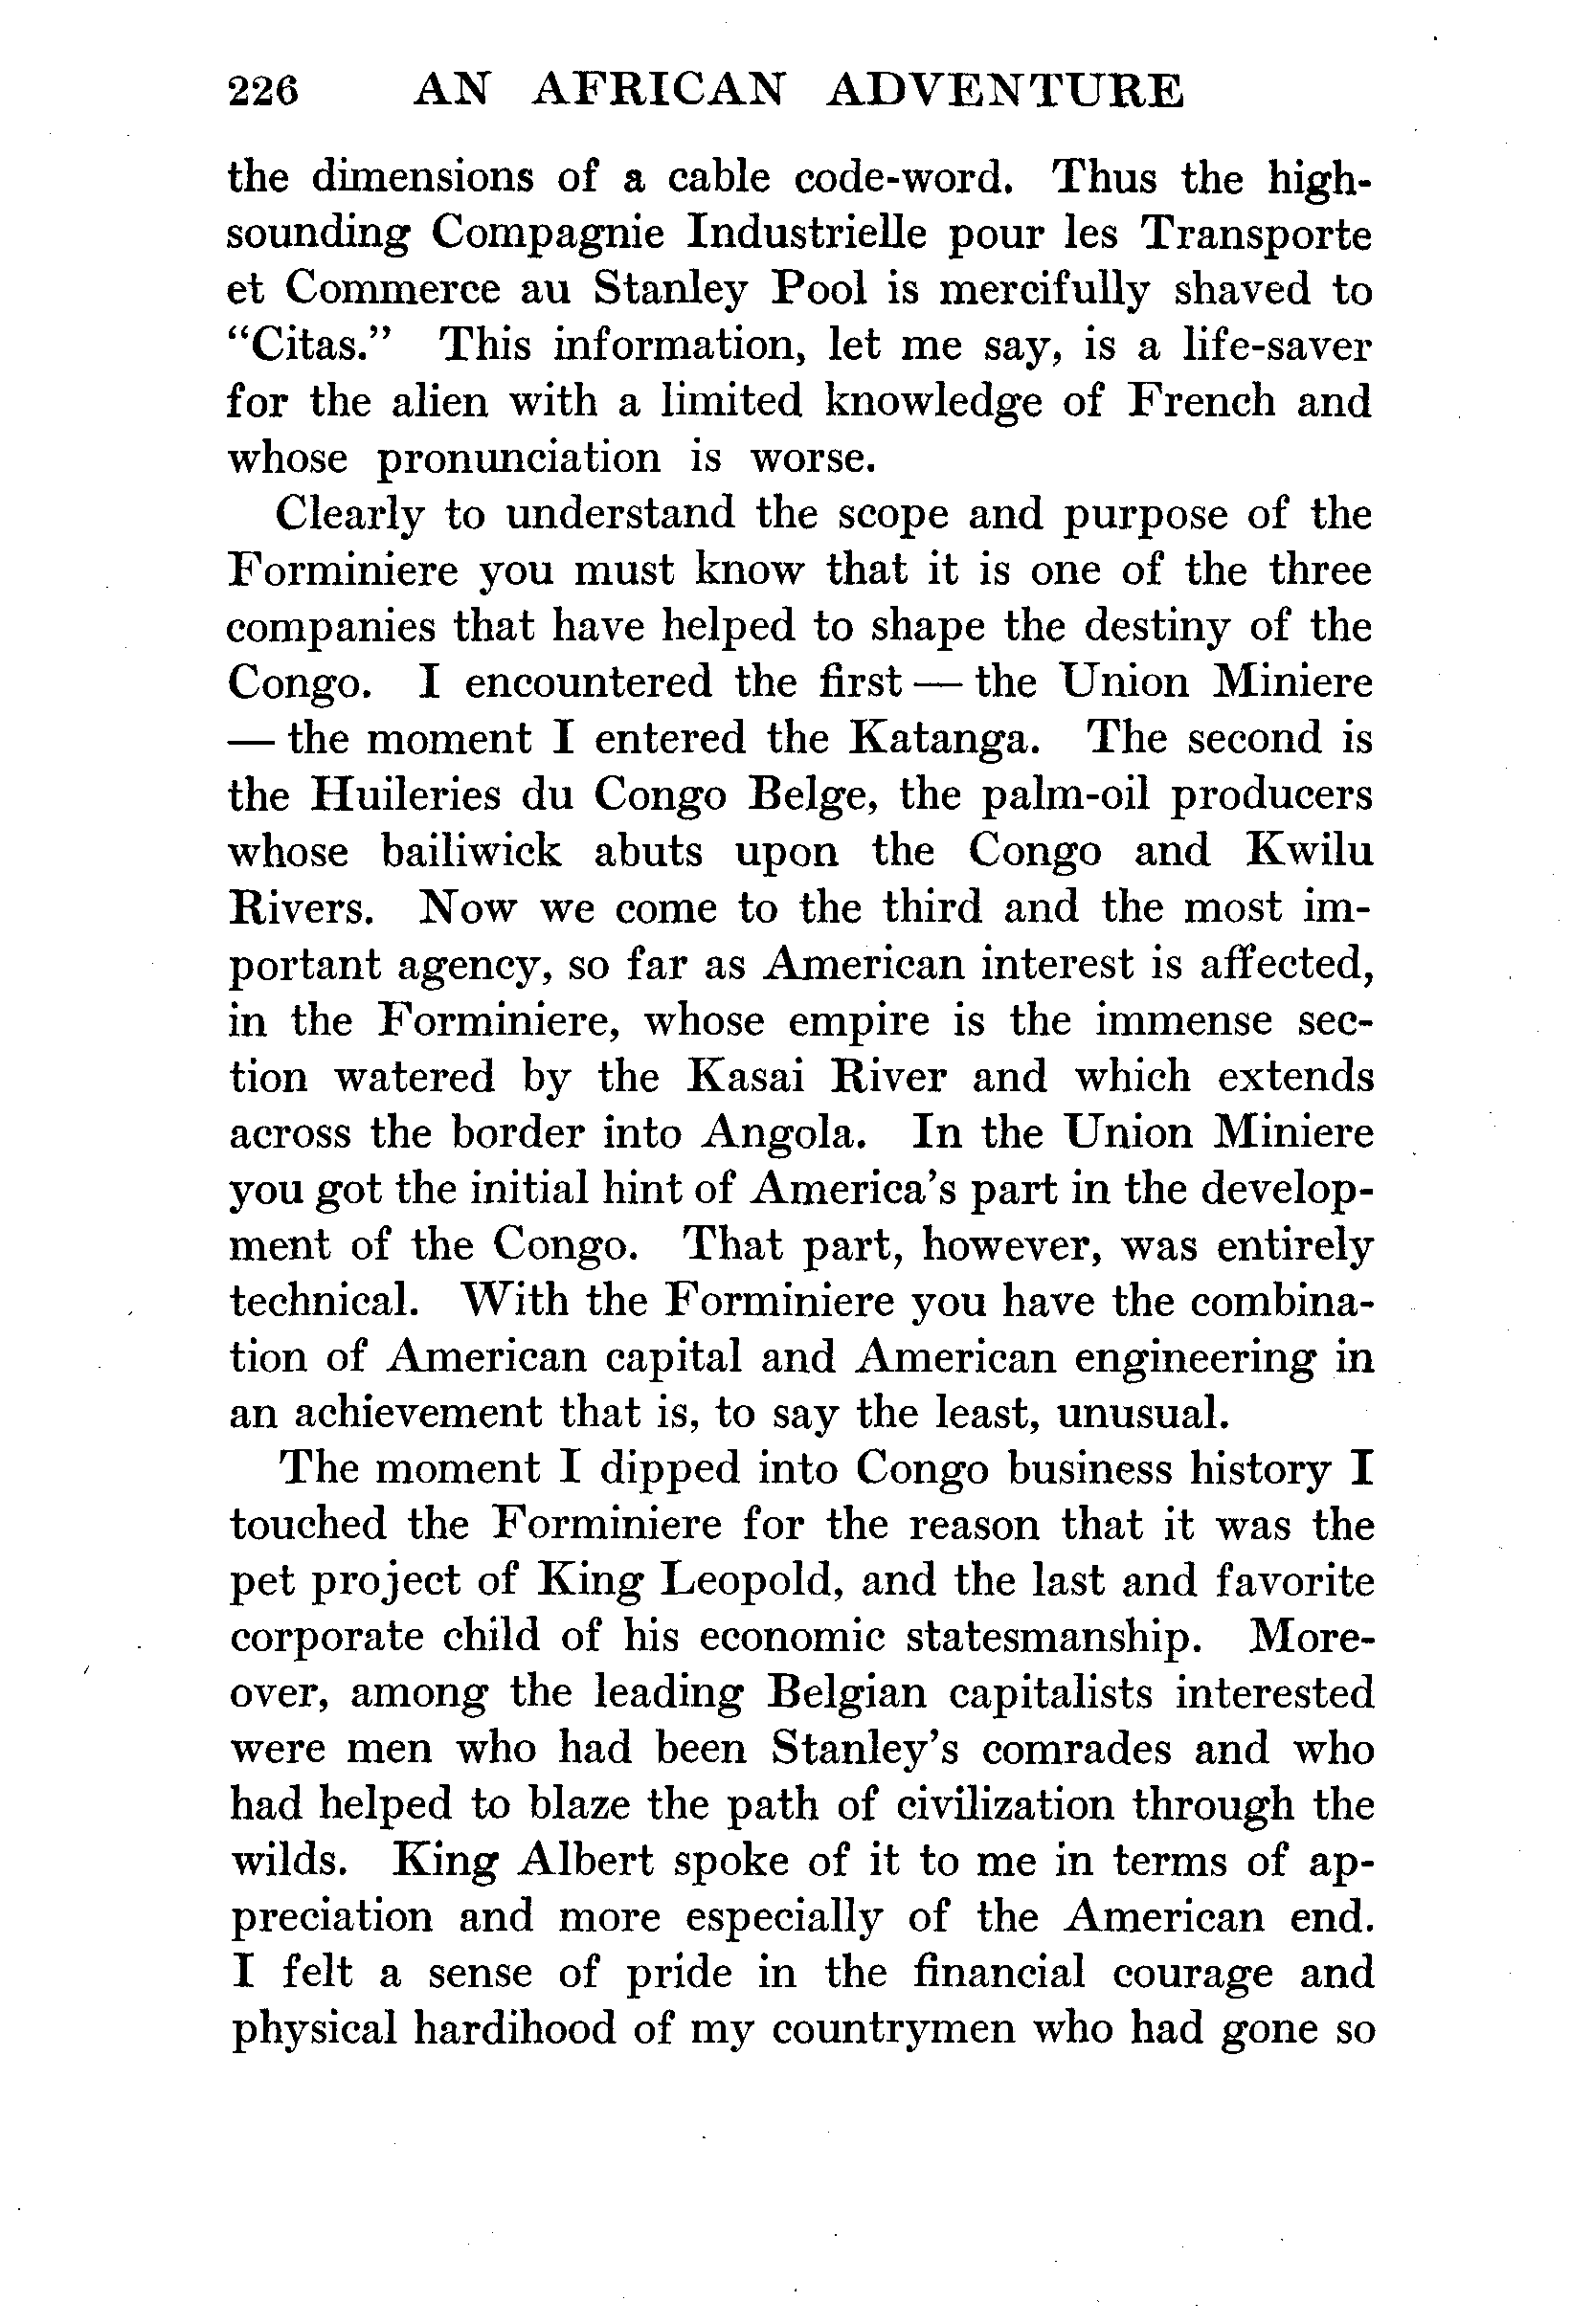 226 AN AFRICAN ADVENTURE
the dimensions of a cable code-word. Thus the high-
sounding Compagnie Industrielle pour les Transporte
et Commerce au Stanley Pool is mercifully shaved to
“Citas.” This information, let me say, is a life-saver
for the alien with a limited knowledge of French and
whose pronunciation is worse.
Clearly to understand the scope and purpose of the
Forminiere you must know that it is one of the three
companies that have helped to shape the destiny of the
Congo. I encountered the first — the Union Miniere
— the moment I entered the Katanga. The second is
the Huileries du Congo Belge, the palm-oil producers
whose bailiwick abuts upon the Congo and Kwilu
Rivers. Now we come to the third and the most im-
portant agency, so far as American interest is affected,
in the Forminiere, whose empire is the immense sec-
tion watered by the Kasai River and which extends
across the border into Angola. In the Union Miniere
you got the initial hint of America’s part in the develop-
ment of the Congo. That part, however, was entirely
technical. With the Forminiere you have the combina-
tion of American capital and American engineering in
an achievement that is, to say the least, unusual.
The moment I dipped into Congo business history I
touched the Forminiere for the reason that it was the
pet project of King Leopold, and the last and favorite
corporate child of his economic statesmanship. More-
over, among the leading Belgian capitalists interested
were men who had been Stanley’s comrades and who
had helped to blaze the path of civilization through the
wilds. King Albert spoke of it to me in terms of ap-
preciation and more especially of the American end.
I felt a sense of pride in the financial courage and
physical hardihood of my countrymen who had gone so